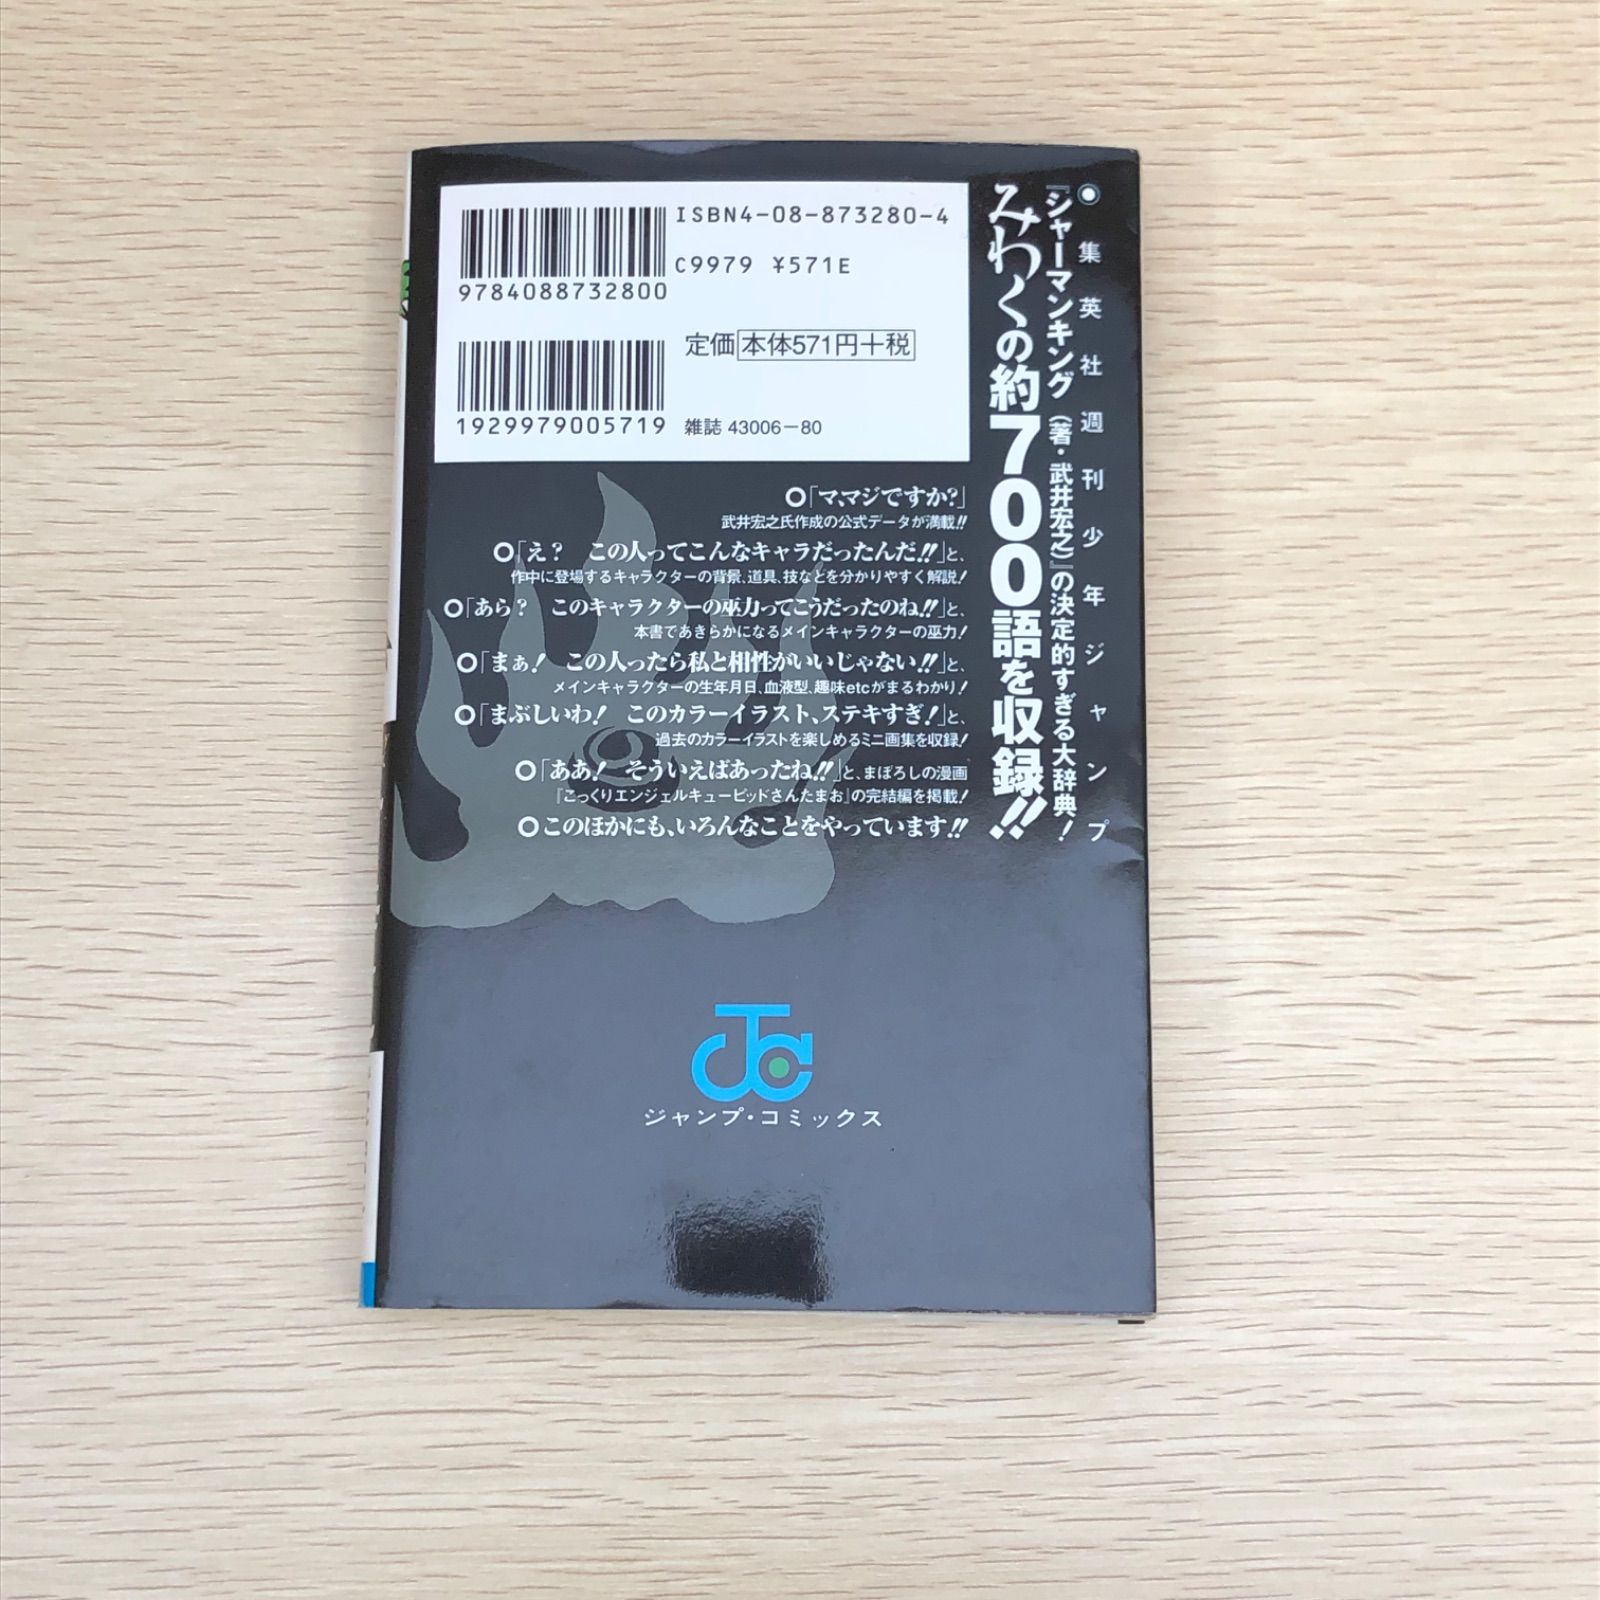 ISBN4-08-873280-4
C9979 ¥571E
9784088732800
定価 本体571円+税
1929979005719
雑誌 43006-80
集英社 週刊少年ジャンプ
『シャーマンキング(著・武井宏之)』の決定的すぎる大辞典!
みわくの約700語を収録!!
○「マ、マジですか?」
武井宏之氏作成の公式データが満載!!
○「え? この人ってこんなキャラだったんだ!!」と、
作中に登場するキャラクターの背景、道具、技などを分かりやすく解説!
○「あら? このキャラクターの巫力ってこうだったのね!!」と、
本書であきらかになるメインキャラクターの巫力!
○「まぁ! この人ったら私と相性がいいじゃない!!」と、
メインキャラクターの生年月日、血液型、趣味etcがまるわかり!
○「まぶしいわ! このカラーイラスト、ステキすぎ!」と、
過去のカラーイラストを楽しめるミニ画集を収録!
○「ああ! そういえばあったね!!」と、まぼろしの漫画
『こっくりエンジェルキューピッドさんたまお』の完結編を掲載!
○このほかにも、いろんなことをやっています!!
JC
ジャンプ・コミックス